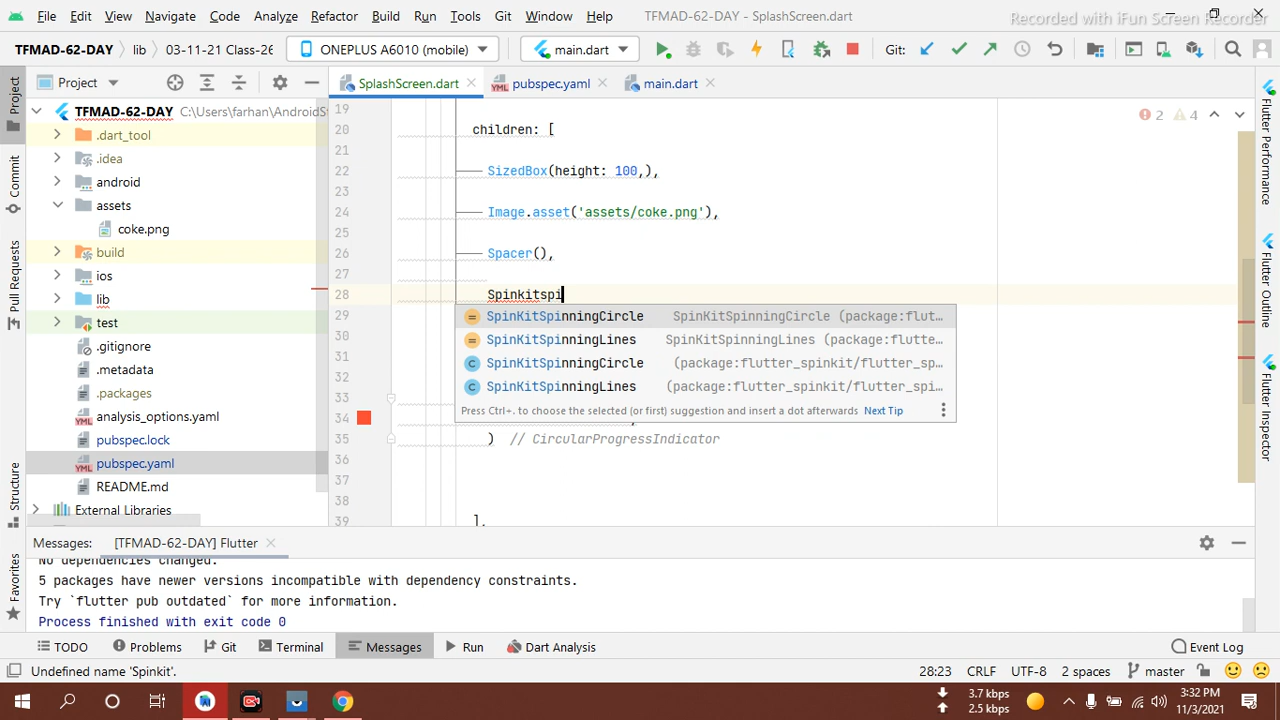 File Edit View Navigate Code Analyze Refactor Build Run Tools Git Window Help TFMAD-62-DAY - SplashScreen.dart
Recorded with iFun Screen Recorder
TFMAD-62-DAY lib 03-11-21 Class-26 ONEPLUS A6010 (mobile) main.dart Git:
Project SplashScreen.dart pubspec.yaml main.dart
TFMAD-62-DAY C:\Users\farhan\AndroidSt
.dart_tool
.idea
android
assets
coke.png
build
ios
lib
test
.gitignore
.metadata
.packages
analysis_options.yaml
pubspec.lock
pubspec.yaml
README.md
External Libraries
Project
Commit
Pull Requests
Structure
Favorites
19
20 children: [
21
22 SizedBox(height: 100,),
23
24 Image.asset('assets/coke.png'),
25
26 Spacer(),
27
28 Spinkitspi
29
30
31
32
33
34
35 ) // CircularProgressIndicator
36
37
38
39 ],
2 4
SpinKitSpinningCircle SpinKitSpinningCircle (package:flut...
SpinKitSpinningLines SpinKitSpinningLines (package:flutte...
SpinKitSpinningCircle (package:flutter_spinkit/flutter_sp...
SpinKitSpinningLines (package:flutter_spinkit/flutter_spi...
Press Ctrl+. to choose the selected (or first) suggestion and insert a dot afterwards Next Tip
Flutter Performance
Flutter Outline
Flutter Inspector
Messages: [TFMAD-62-DAY] Flutter
No dependencies changed.
5 packages have newer versions incompatible with dependency constraints.
Try `flutter pub outdated` for more information.
Process finished with exit code 0
TODO Problems Git Terminal Messages Run Dart Analysis Event Log
Undefined name 'Spinkit'. 28:23 CRLF UTF-8 2 spaces master
3.7 kbps
2.5 kbps
3:32 PM
11/3/2021